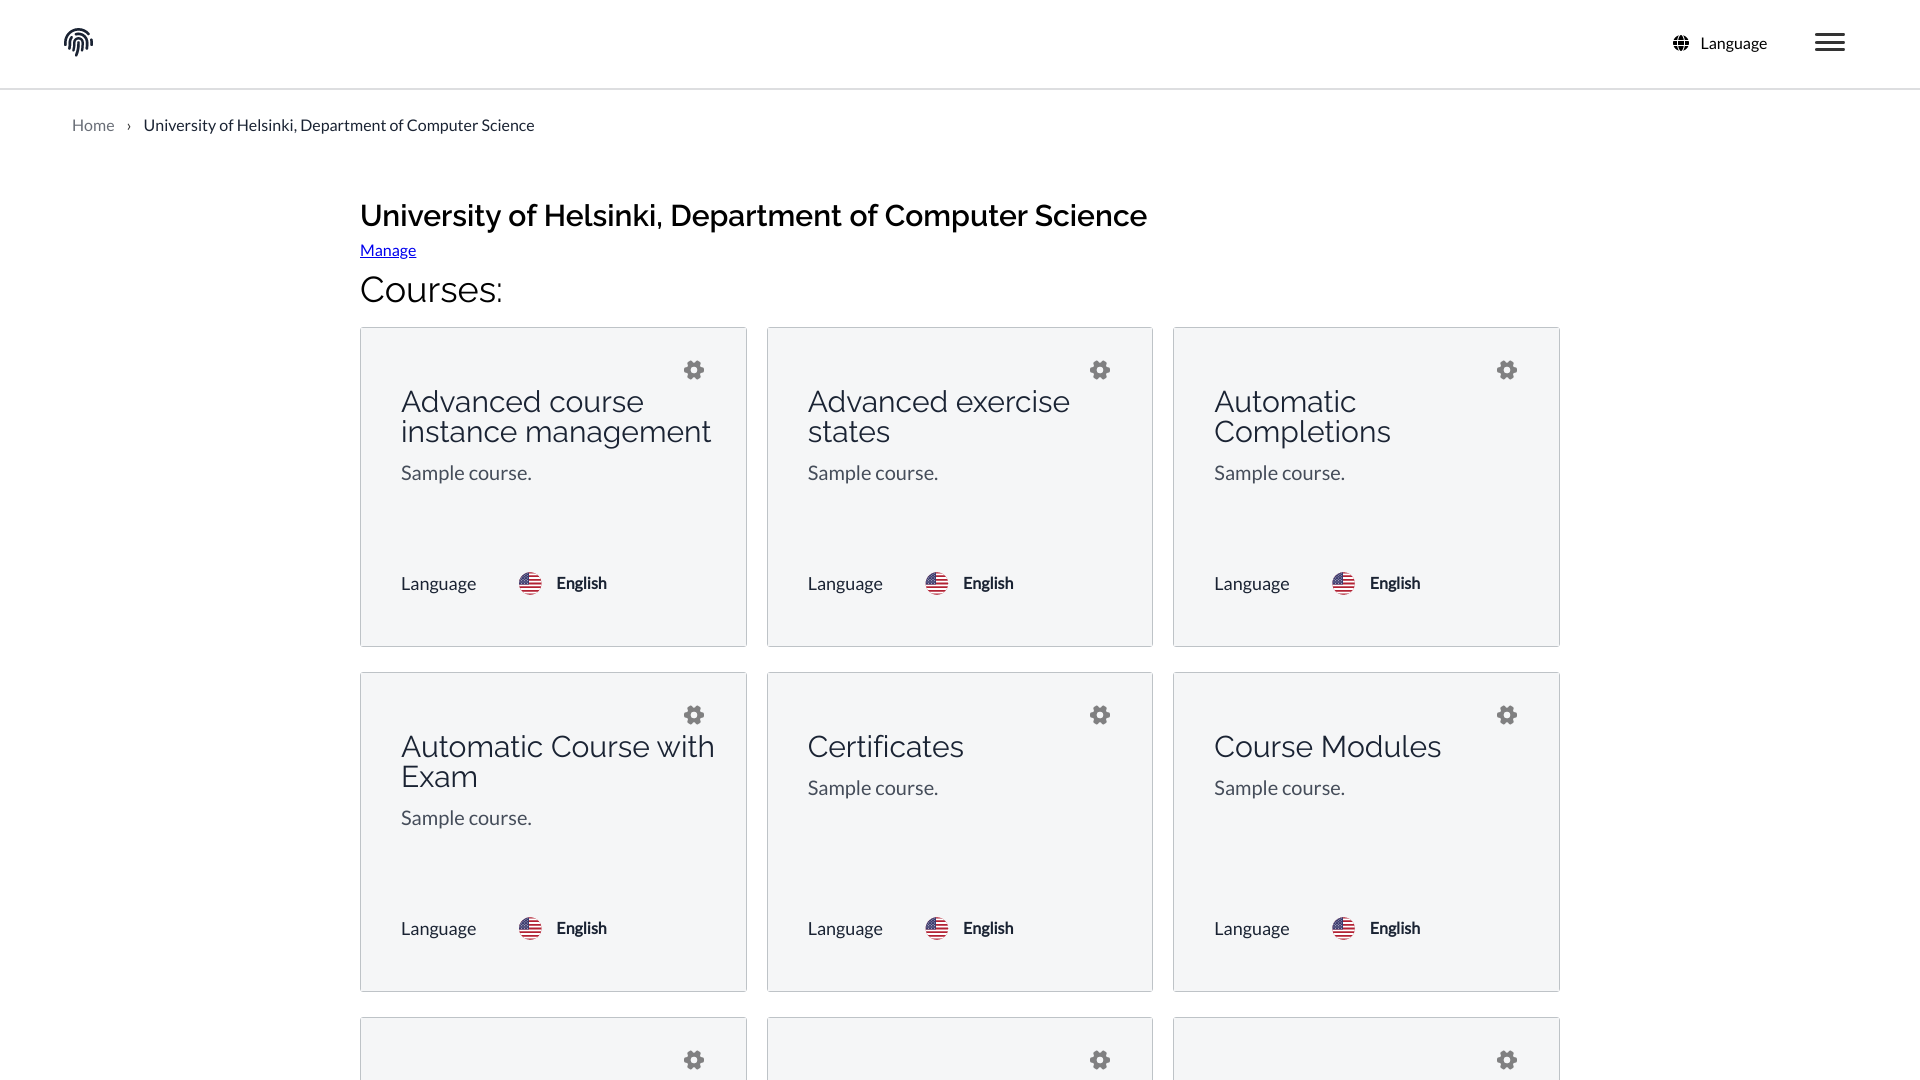 Language
Home › University of Helsinki, Department of Computer Science
University of Helsinki, Department of Computer Science
Manage
Courses:
Advanced course
instance management
Sample course.
Language English
Advanced exercise
states
Sample course.
Language English
Automatic
Completions
Sample course.
Language English
Automatic Course with
Exam
Sample course.
Language English
Certificates
Sample course.
Language English
Course Modules
Sample course.
Language English